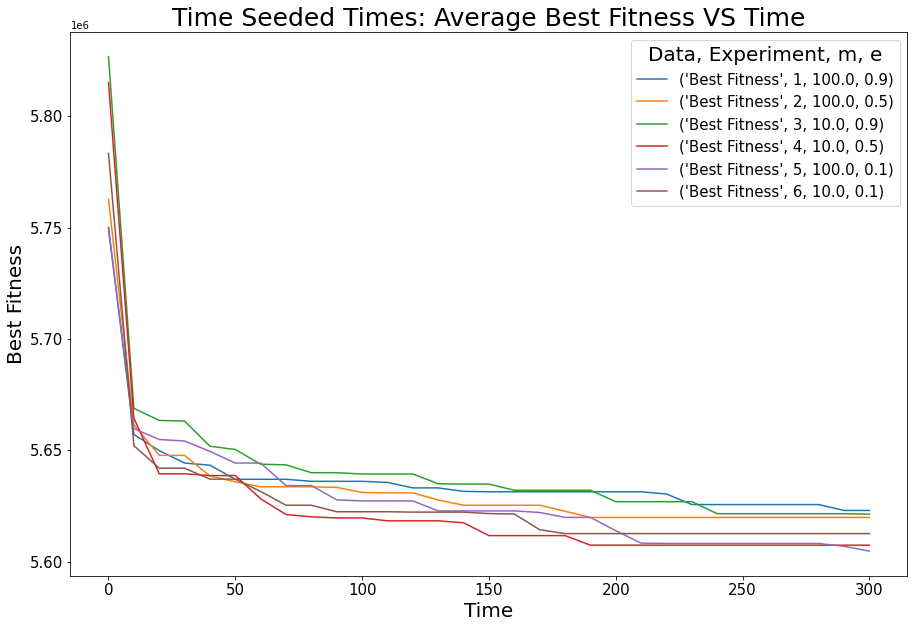 Time Seeded Times: Average Best Fitness VS Time
1e6
Data, Experiment, m, e
('Best Fitness', 1, 100.0, 0.9)
('Best Fitness', 2, 100.0, 0.5)
('Best Fitness', 3, 10.0, 0.9)
('Best Fitness', 4, 10.0, 0.5)
('Best Fitness', 5, 100.0, 0.1)
('Best Fitness', 6, 10.0, 0.1)
5.80
5.75
5.70
5.65
5.60
Best Fitness
0 50 100 150 200 250 300
Time